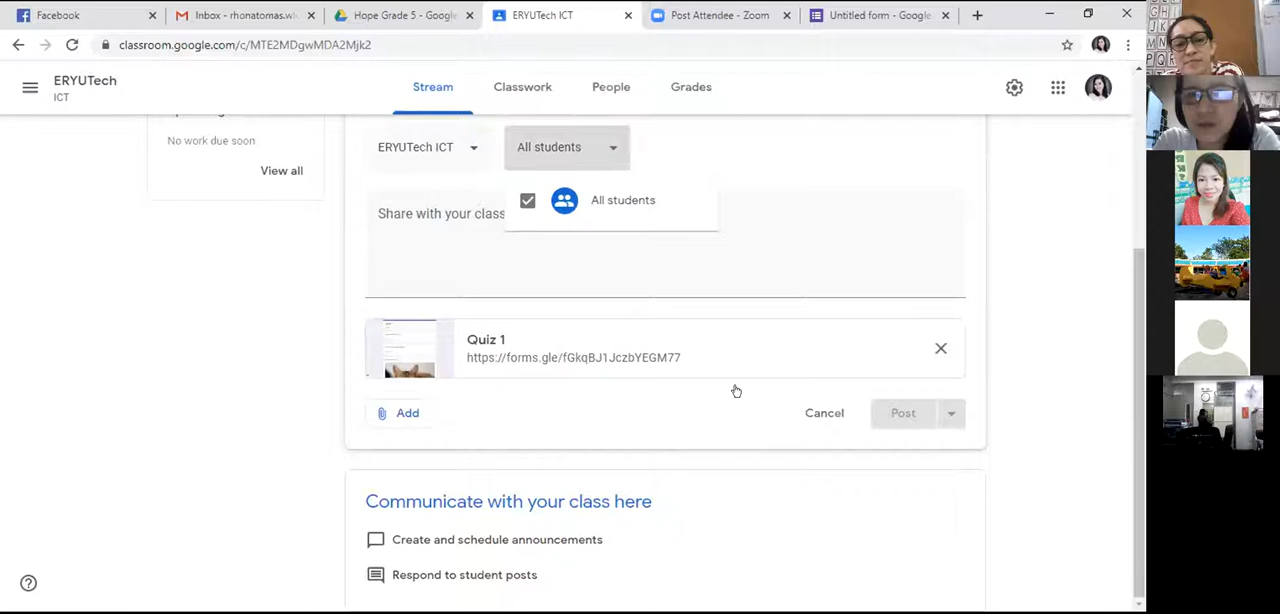 Facebook
Inbox - rhonatomas.w
Hope Grade 5 - Google
ERYUTech ICT
Post Attendee - Zoom
Untitled form - Google
classroom.google.com/c/MTE2MDgwMDA2Mjk2
ERYUTech
ICT
Stream
Classwork
People
Grades
No work due soon
View all
ERYUTech ICT
All students
All students
Share with your class
Quiz 1
https://forms.gle/fGkqBJ1JczbYEGM77
Add
Cancel
Post
Communicate with your class here
Create and schedule announcements
Respond to student posts